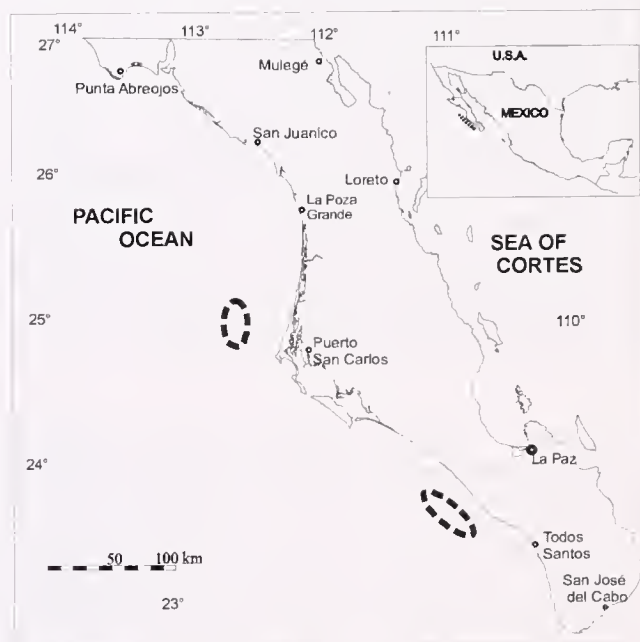 114° 113° 112° 111°
27°
U.S.A.
Mulegé
Punta Abreojos
MEXICO
San Juanico
26°
Loreto
La Poza
Grande
PACIFIC
OCEAN
SEA OF
CORTES
25°
110°
Puerto
San Carlos
24°
La Paz
Todos
Santos
50 100 km
San José
del Cabo
23°